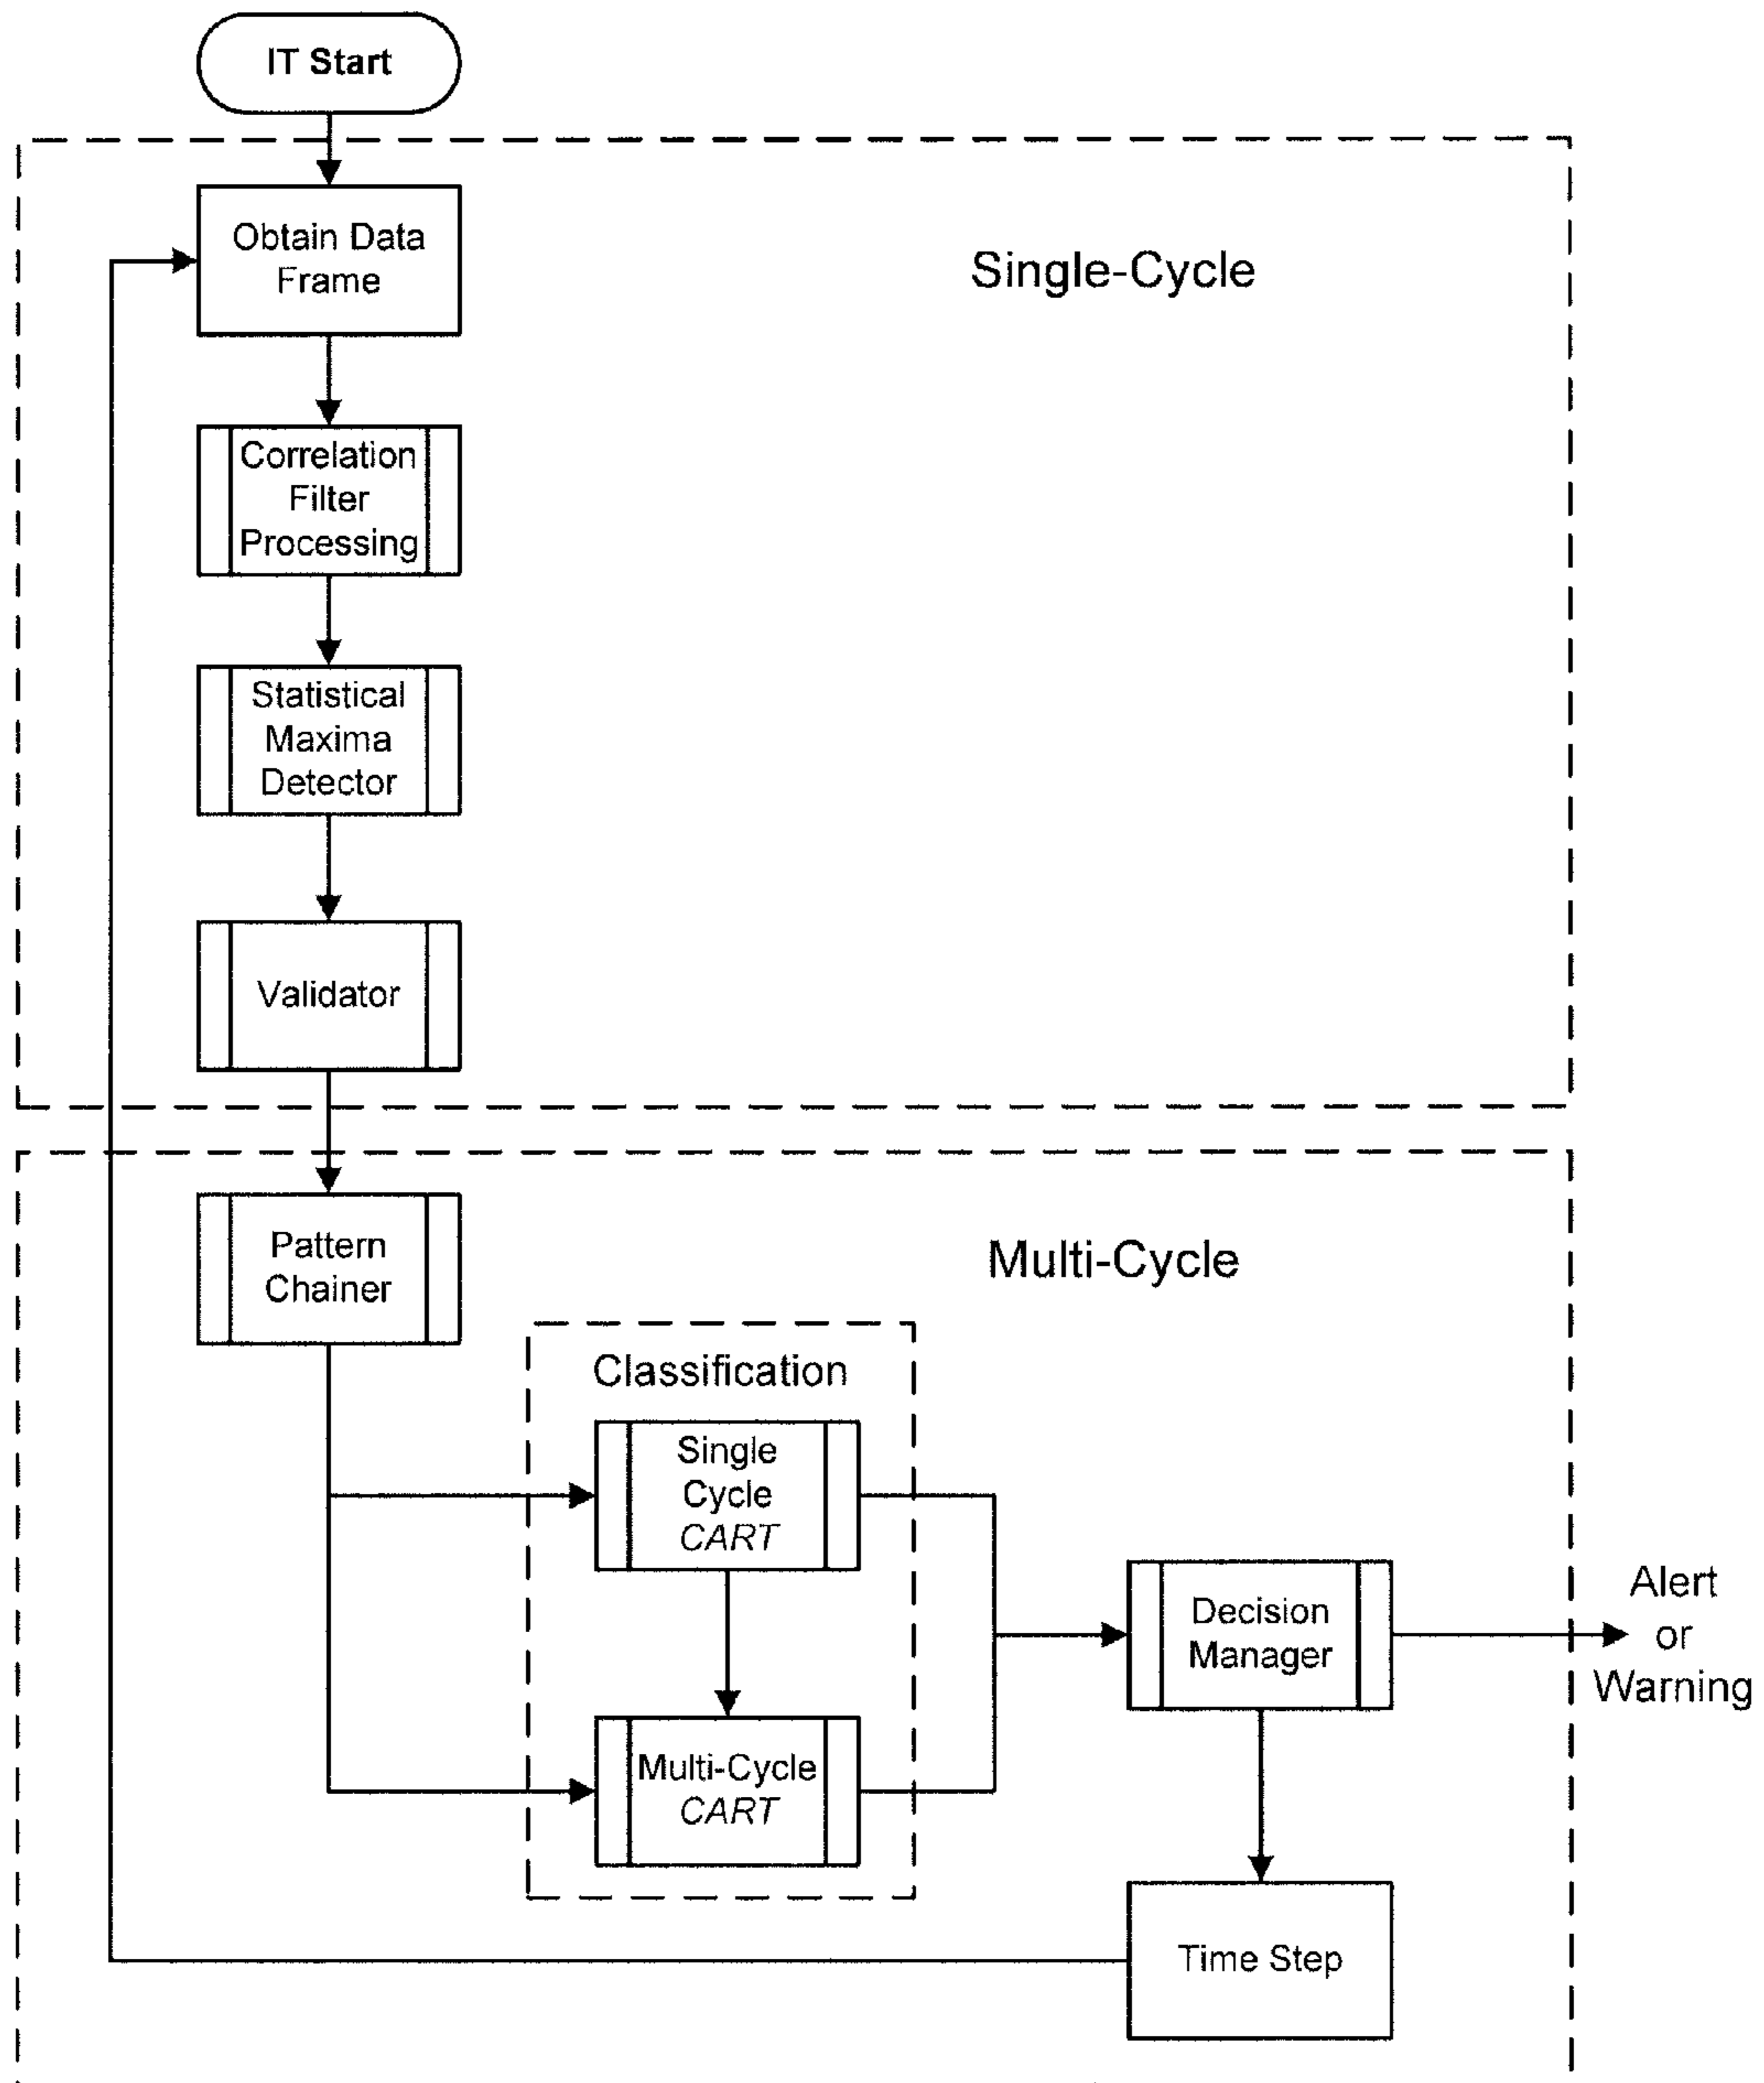 IT Start
Obtain Data
Frame
Single-Cycle
Correlation
Filter
Processing
Statistical
Maxima
Detector
Validator
Pattern
Chainer
Multi-Cycle
Classification
Single
Cycle
CART
Multi-Cycle
CART
Decision
Manager
Alert
or
Warning
Time Step